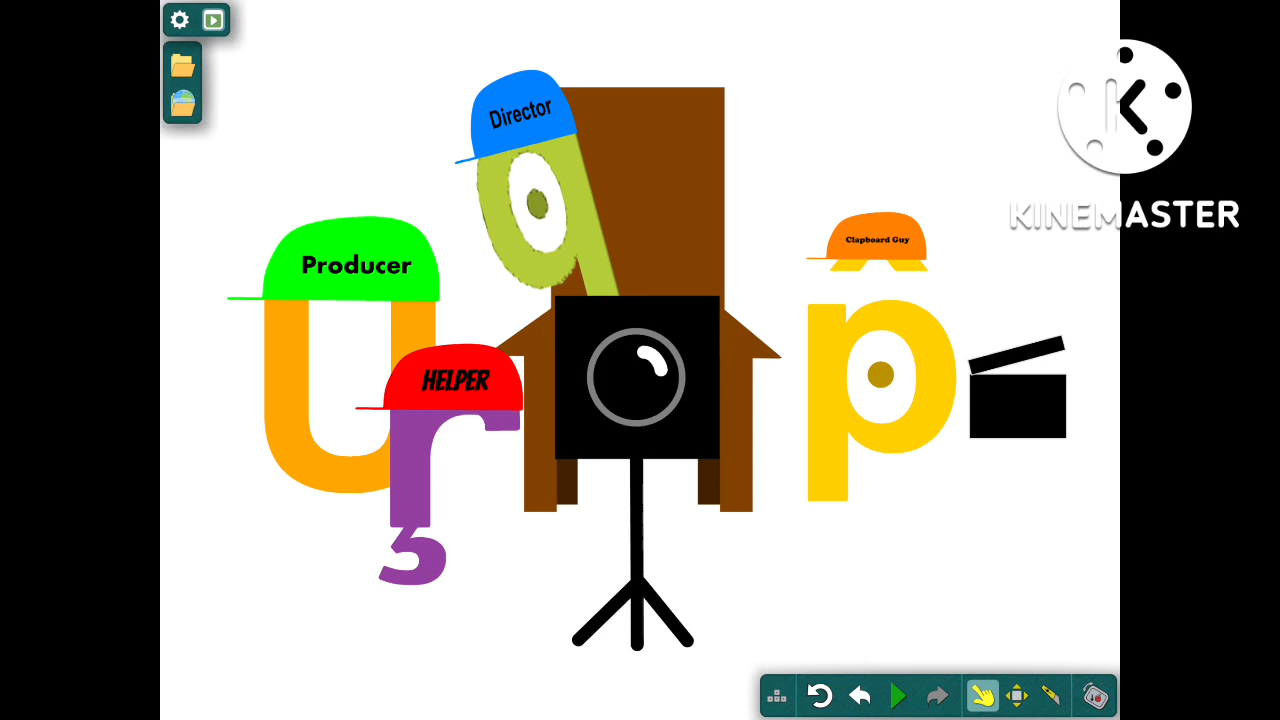 Director
Clapboard Guy
Producer
HELPER
U
q
r̡
p̂
KINEMASTER